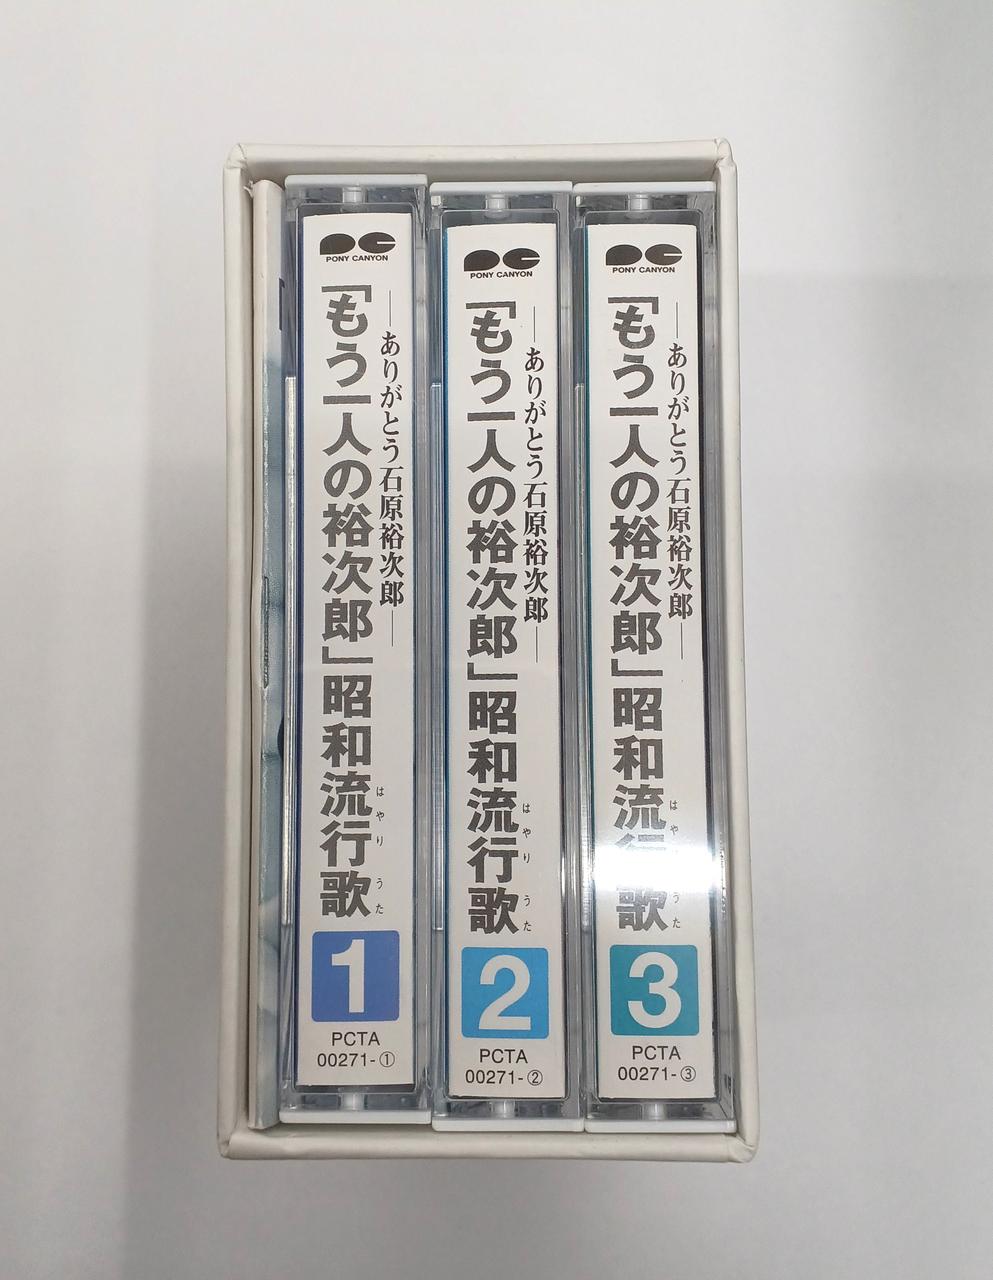 PONY CANYON
—ありがとう石原裕次郎—
「もう一人の裕次郎」昭和流行歌
はやりうた
1
PCTA
00271-①
PONY CANYON
—ありがとう石原裕次郎—
「もう一人の裕次郎」昭和流行歌
はやりうた
2
PCTA
00271-②
PONY CANYON
—ありがとう石原裕次郎—
「もう一人の裕次郎」昭和流行歌
はやりうた
3
PCTA
00271-③